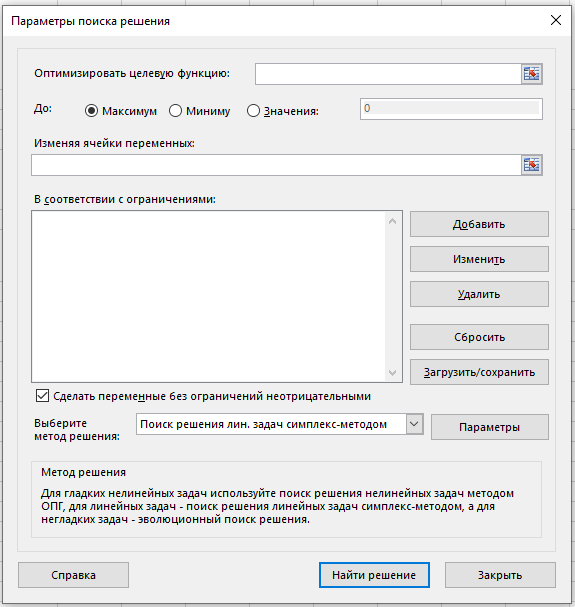 Параметры поиска решения
Оптимизировать целевую функцию:
До: Максимум Миниму Значения: 0
Изменяя ячейки переменных:
В соответствии с ограничениями:
Добавить
Изменить
Удалить
Сбросить
Загрузить/сохранить
Сделать переменные без ограничений неотрицательными
Выберите
метод решения:
Поиск решения лин. задач симплекс-методом
Параметры
Метод решения
Для гладких нелинейных задач используйте поиск решения нелинейных задач методом
ОПГ, для линейных задач - поиск решения линейных задач симплекс-методом, а для
негладких задач - эволюционный поиск решения.
Справка
Найти решение
Закрыть